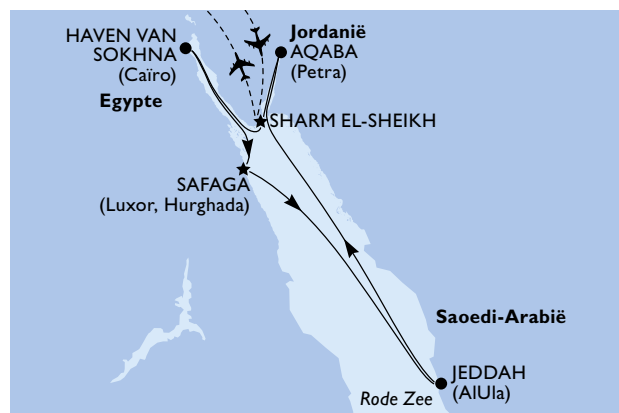 HAVEN VAN
SOKHNA
(Caïro)
Egypte
Jordanië
AQABA
(Petra)
SHARM EL-SHEIKH
SAFAGA
(Luxor, Hurghada)
Saoedi-Arabië
JEDDAH
(AlUla)
Rode Zee